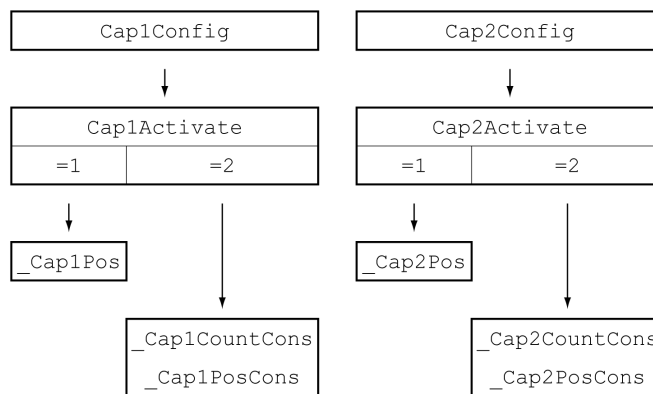 Cap1Config
Cap2Config
Cap1Activate
Cap2Activate
=1 =2
=1 =2
_Cap1Pos
_Cap2Pos
_Cap1CountCons
_Cap1PosCons
_Cap2CountCons
_Cap2PosCons